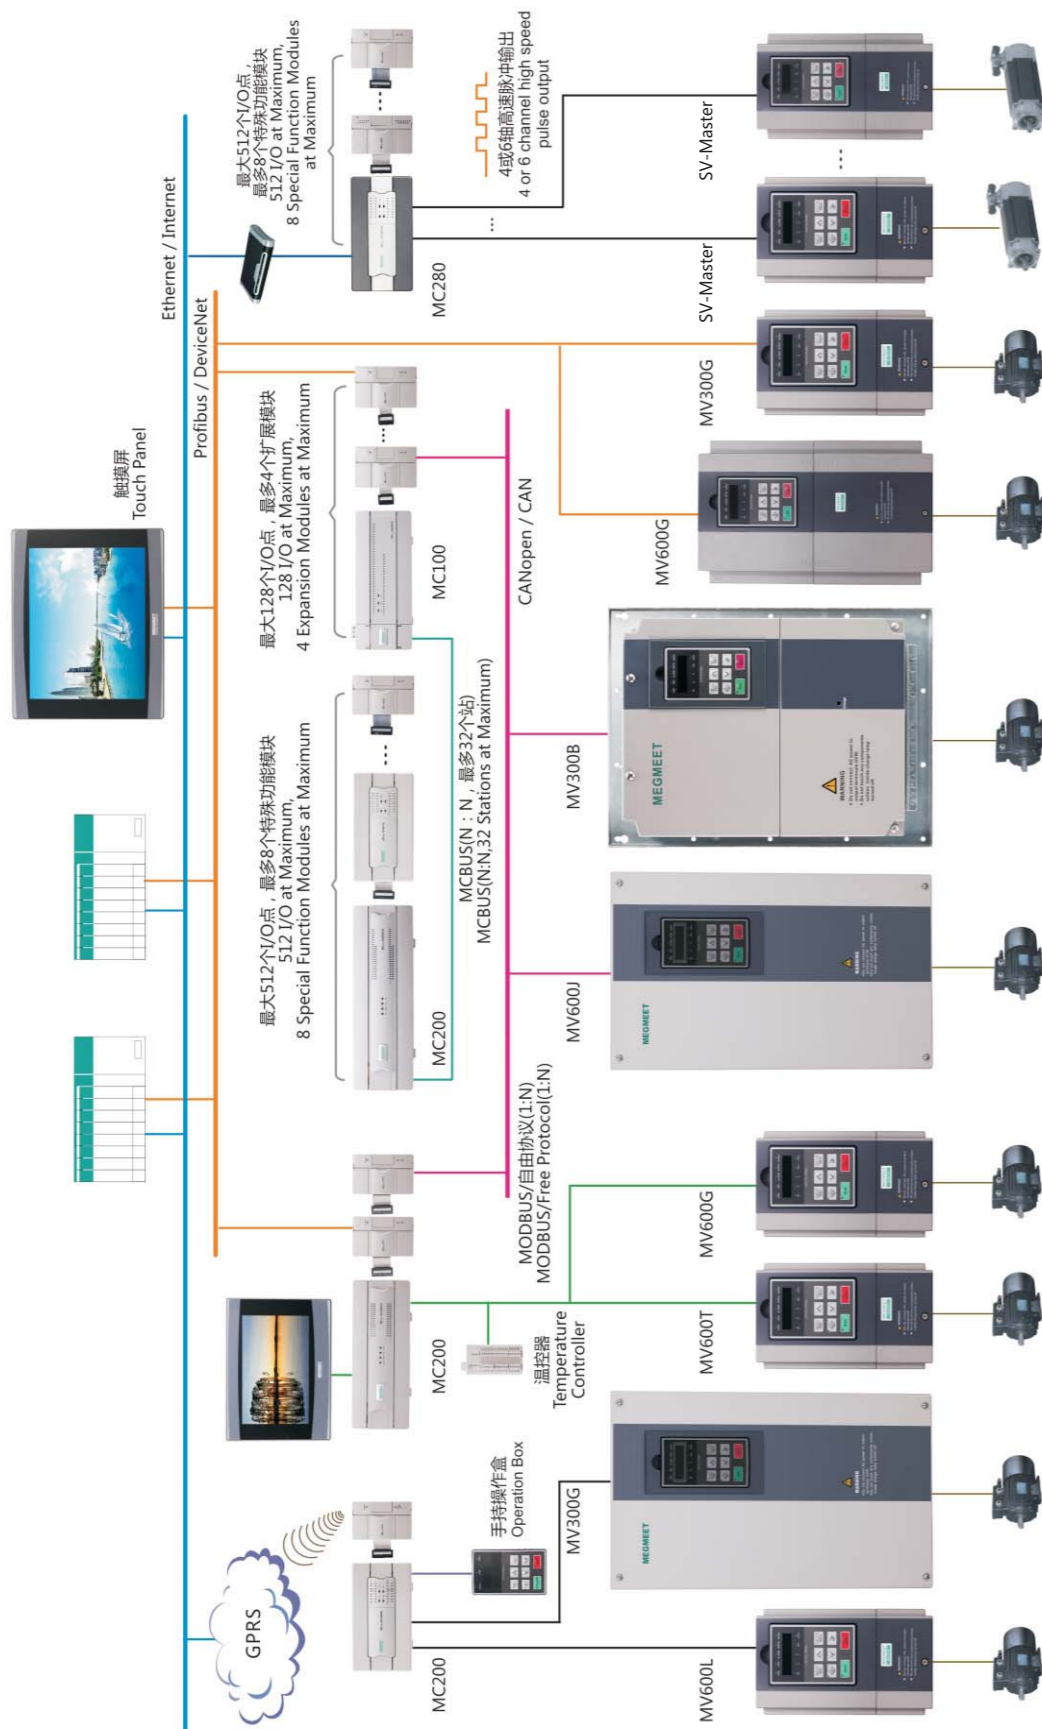 触摸屏
Touch Panel
Ethernet / Internet
Profibus / DeviceNet
GPRS
最大512个I/O点，最多8个特殊功能模块
512 I/O at Maximum,
8 Special Function Modules at Maximum
最大128个I/O点，最多4个扩展模块
128 I/O at Maximum,
4 Expansion Modules at Maximum
最大512个I/O点，
最多8个特殊功能模块
512 I/O at Maximum,
8 Special Function Modules
at Maximum
MC200
MC200
MC200
MC100
MC280
手持操作盒
Operation Box
温控器
Temperature
Controller
MODBUS/自由协议(1:N)
MODBUS/Free Protocol(1:N)
MCBUS(N：N，最多32个站)
MCBUS(N:N,32 Stations at Maximum)
CANopen / CAN
4或6轴高速脉冲输出
4 or 6 channel high speed
pulse output
MV600L
MV300G
MV600T
MV600G
MV600J
MV300B
MV600G
MV300G
SV-Master
SV-Master
MEGMEET
WARNING
MEGMEET
WARNING
MEGMEET
WARNING